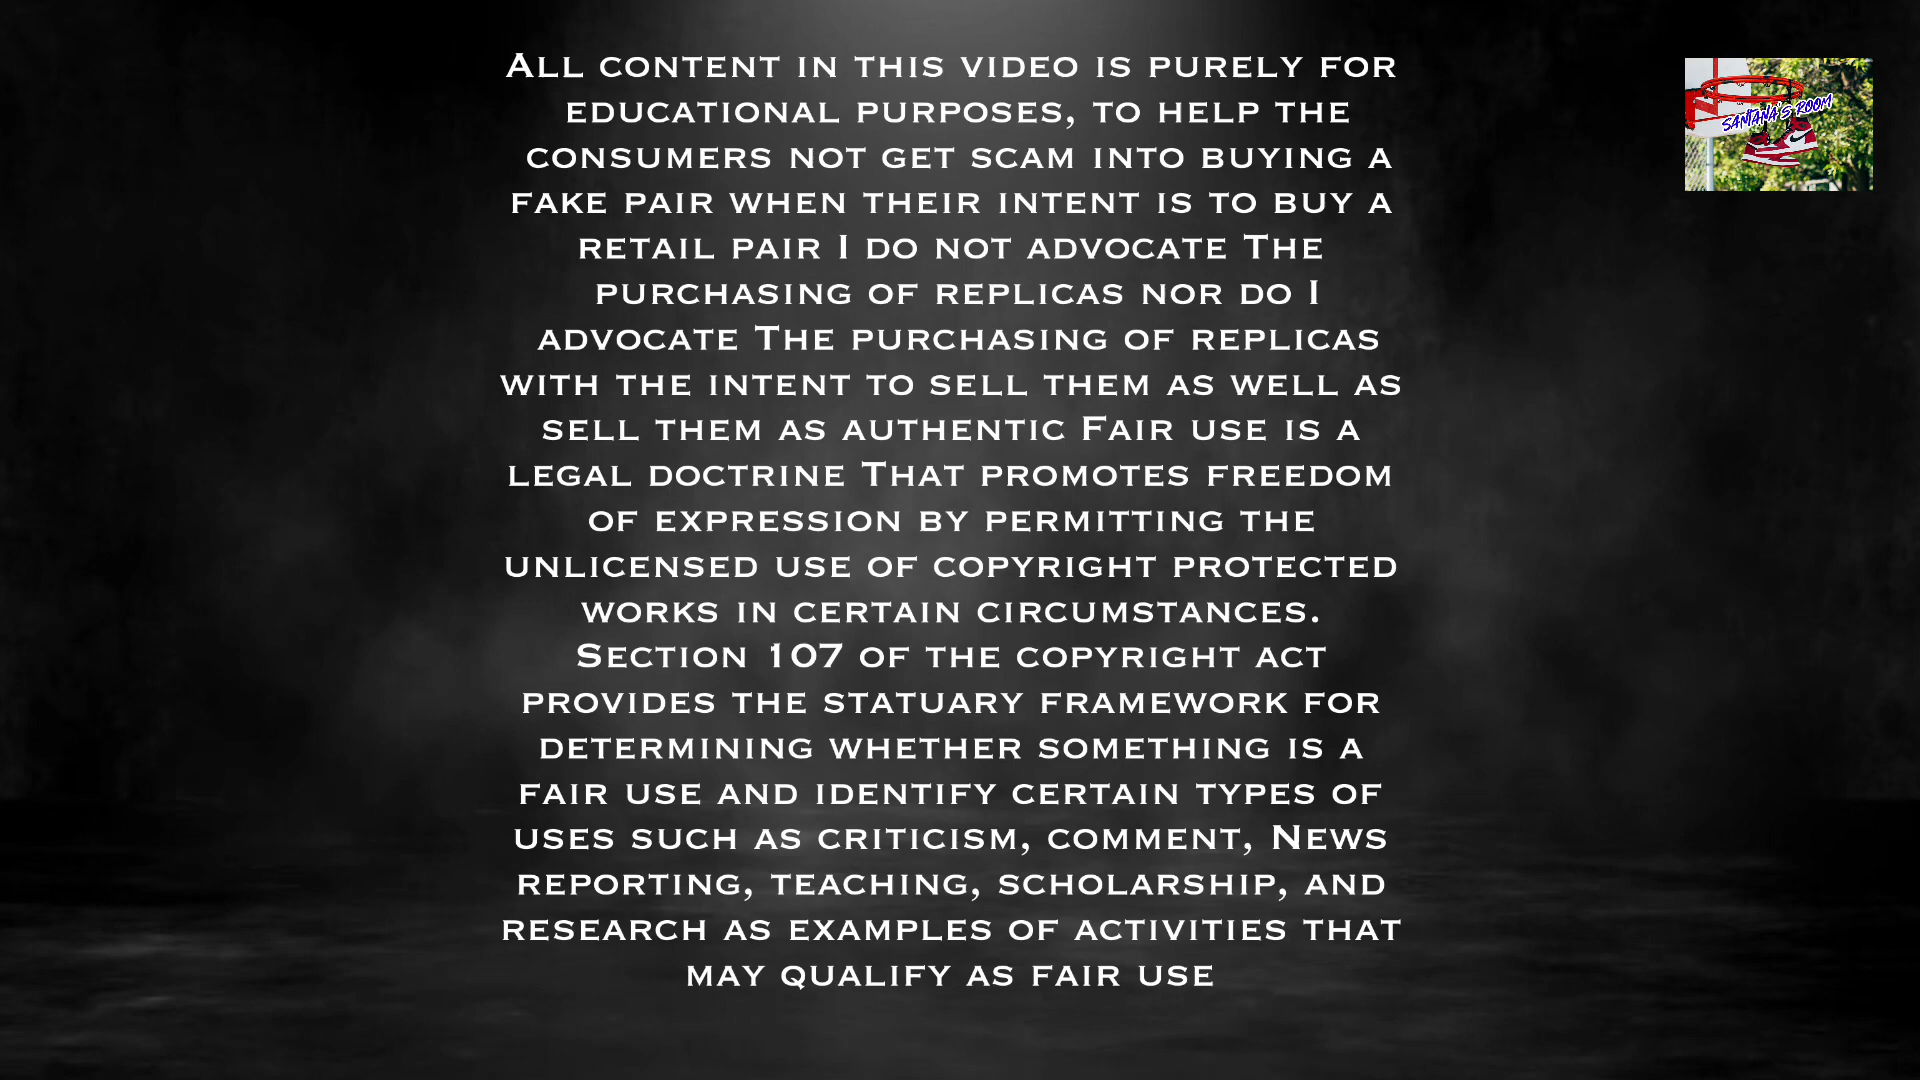 All content in this video is purely for
educational purposes, to help the
consumers not get scam into buying a
fake pair when their intent is to buy a
retail pair I do not advocate The
purchasing of replicas nor do I
advocate The purchasing of replicas
with the intent to sell them as well as
sell them as authentic Fair use is a
legal doctrine That promotes freedom
of expression by permitting the
unlicensed use of copyright protected
works in certain circumstances.
Section 107 of the copyright act
provides the statuary framework for
determining whether something is a
fair use and identify certain types of
uses such as criticism, comment, News
reporting, teaching, scholarship, and
research as examples of activities that
may qualify as fair use
SANTANA'S ROOM